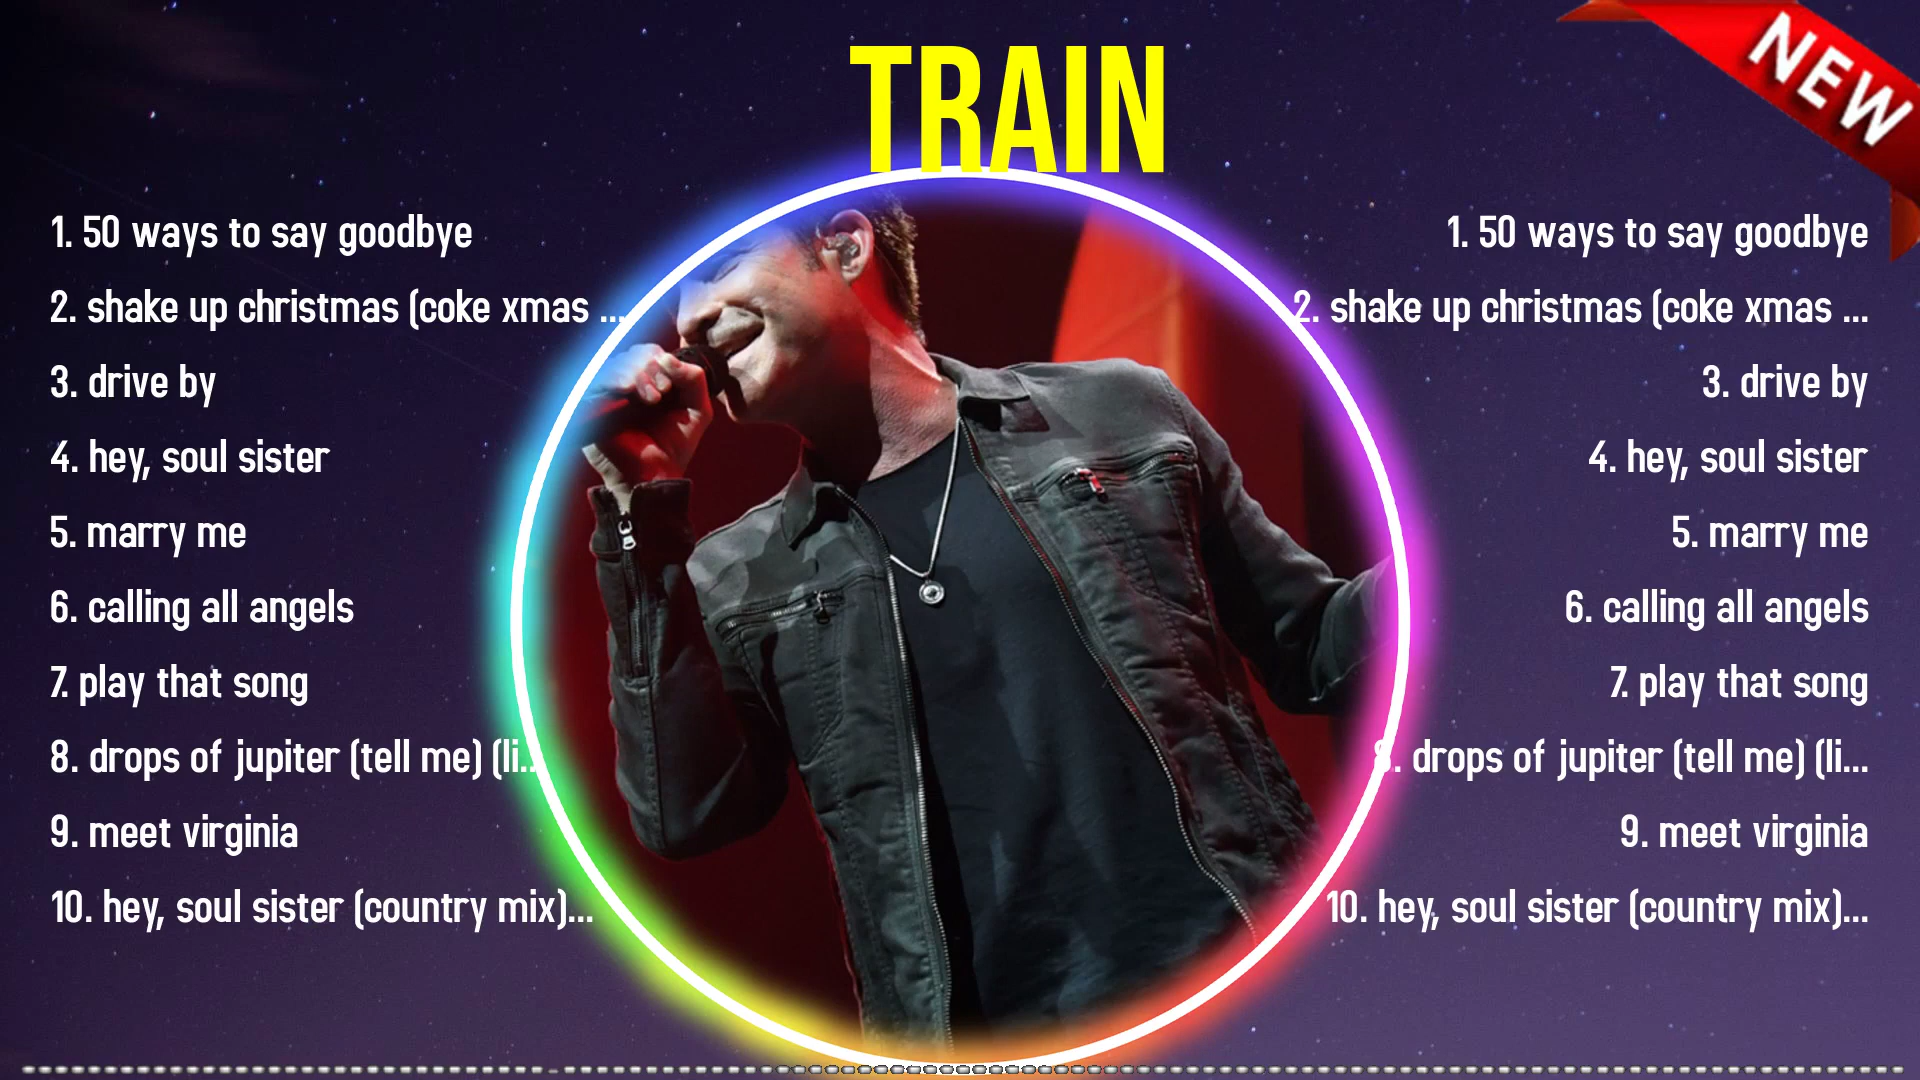 TRAIN
NEW
1. 50 ways to say goodbye
2. shake up christmas (coke xmas ...
3. drive by
4. hey, soul sister
5. marry me
6. calling all angels
7. play that song
8. drops of jupiter (tell me) (li...
9. meet virginia
10. hey, soul sister (country mix)...
1. 50 ways to say goodbye
2. shake up christmas (coke xmas ...
3. drive by
4. hey, soul sister
5. marry me
6. calling all angels
7. play that song
8. drops of jupiter (tell me) (li...
9. meet virginia
10. hey, soul sister (country mix)...